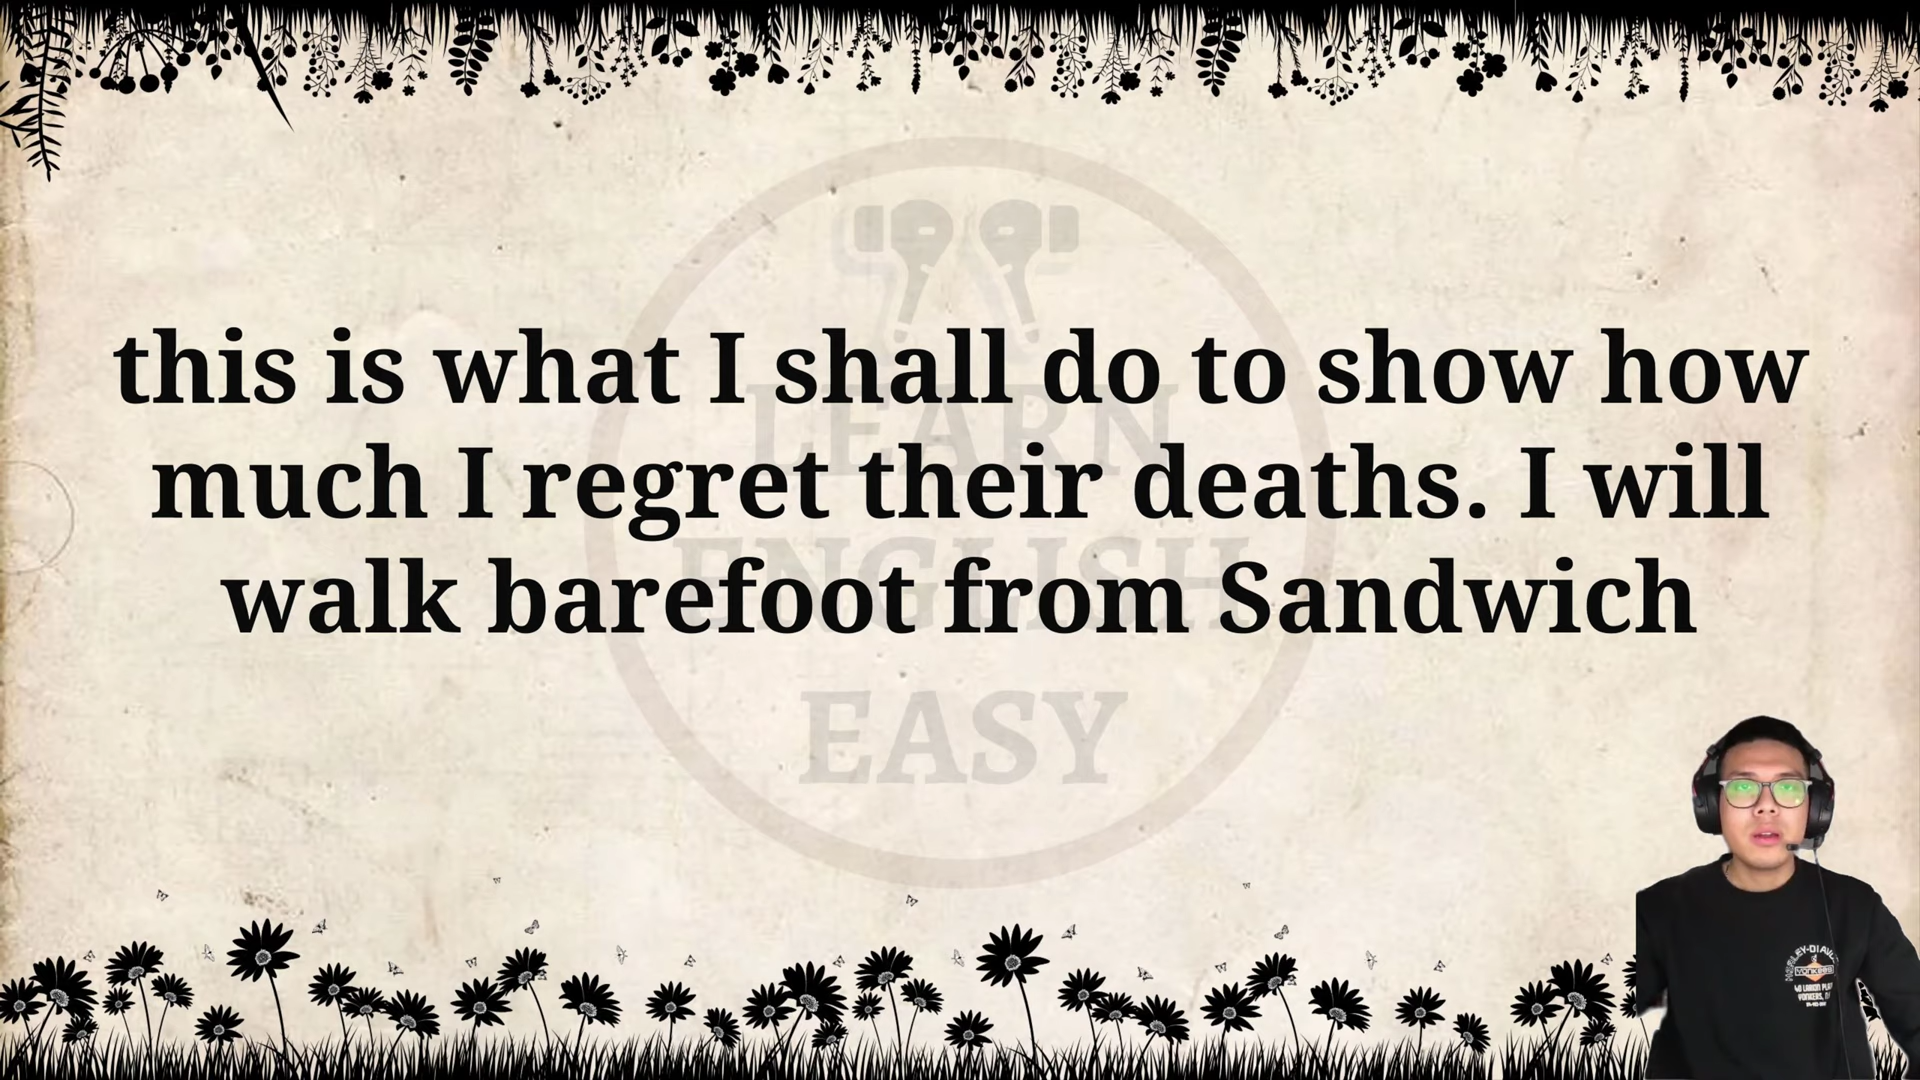 this is what I shall do to show how
much I regret their deaths. I will
walk barefoot from Sandwich
LEARN
ENGLISH
EASY
YONKERS